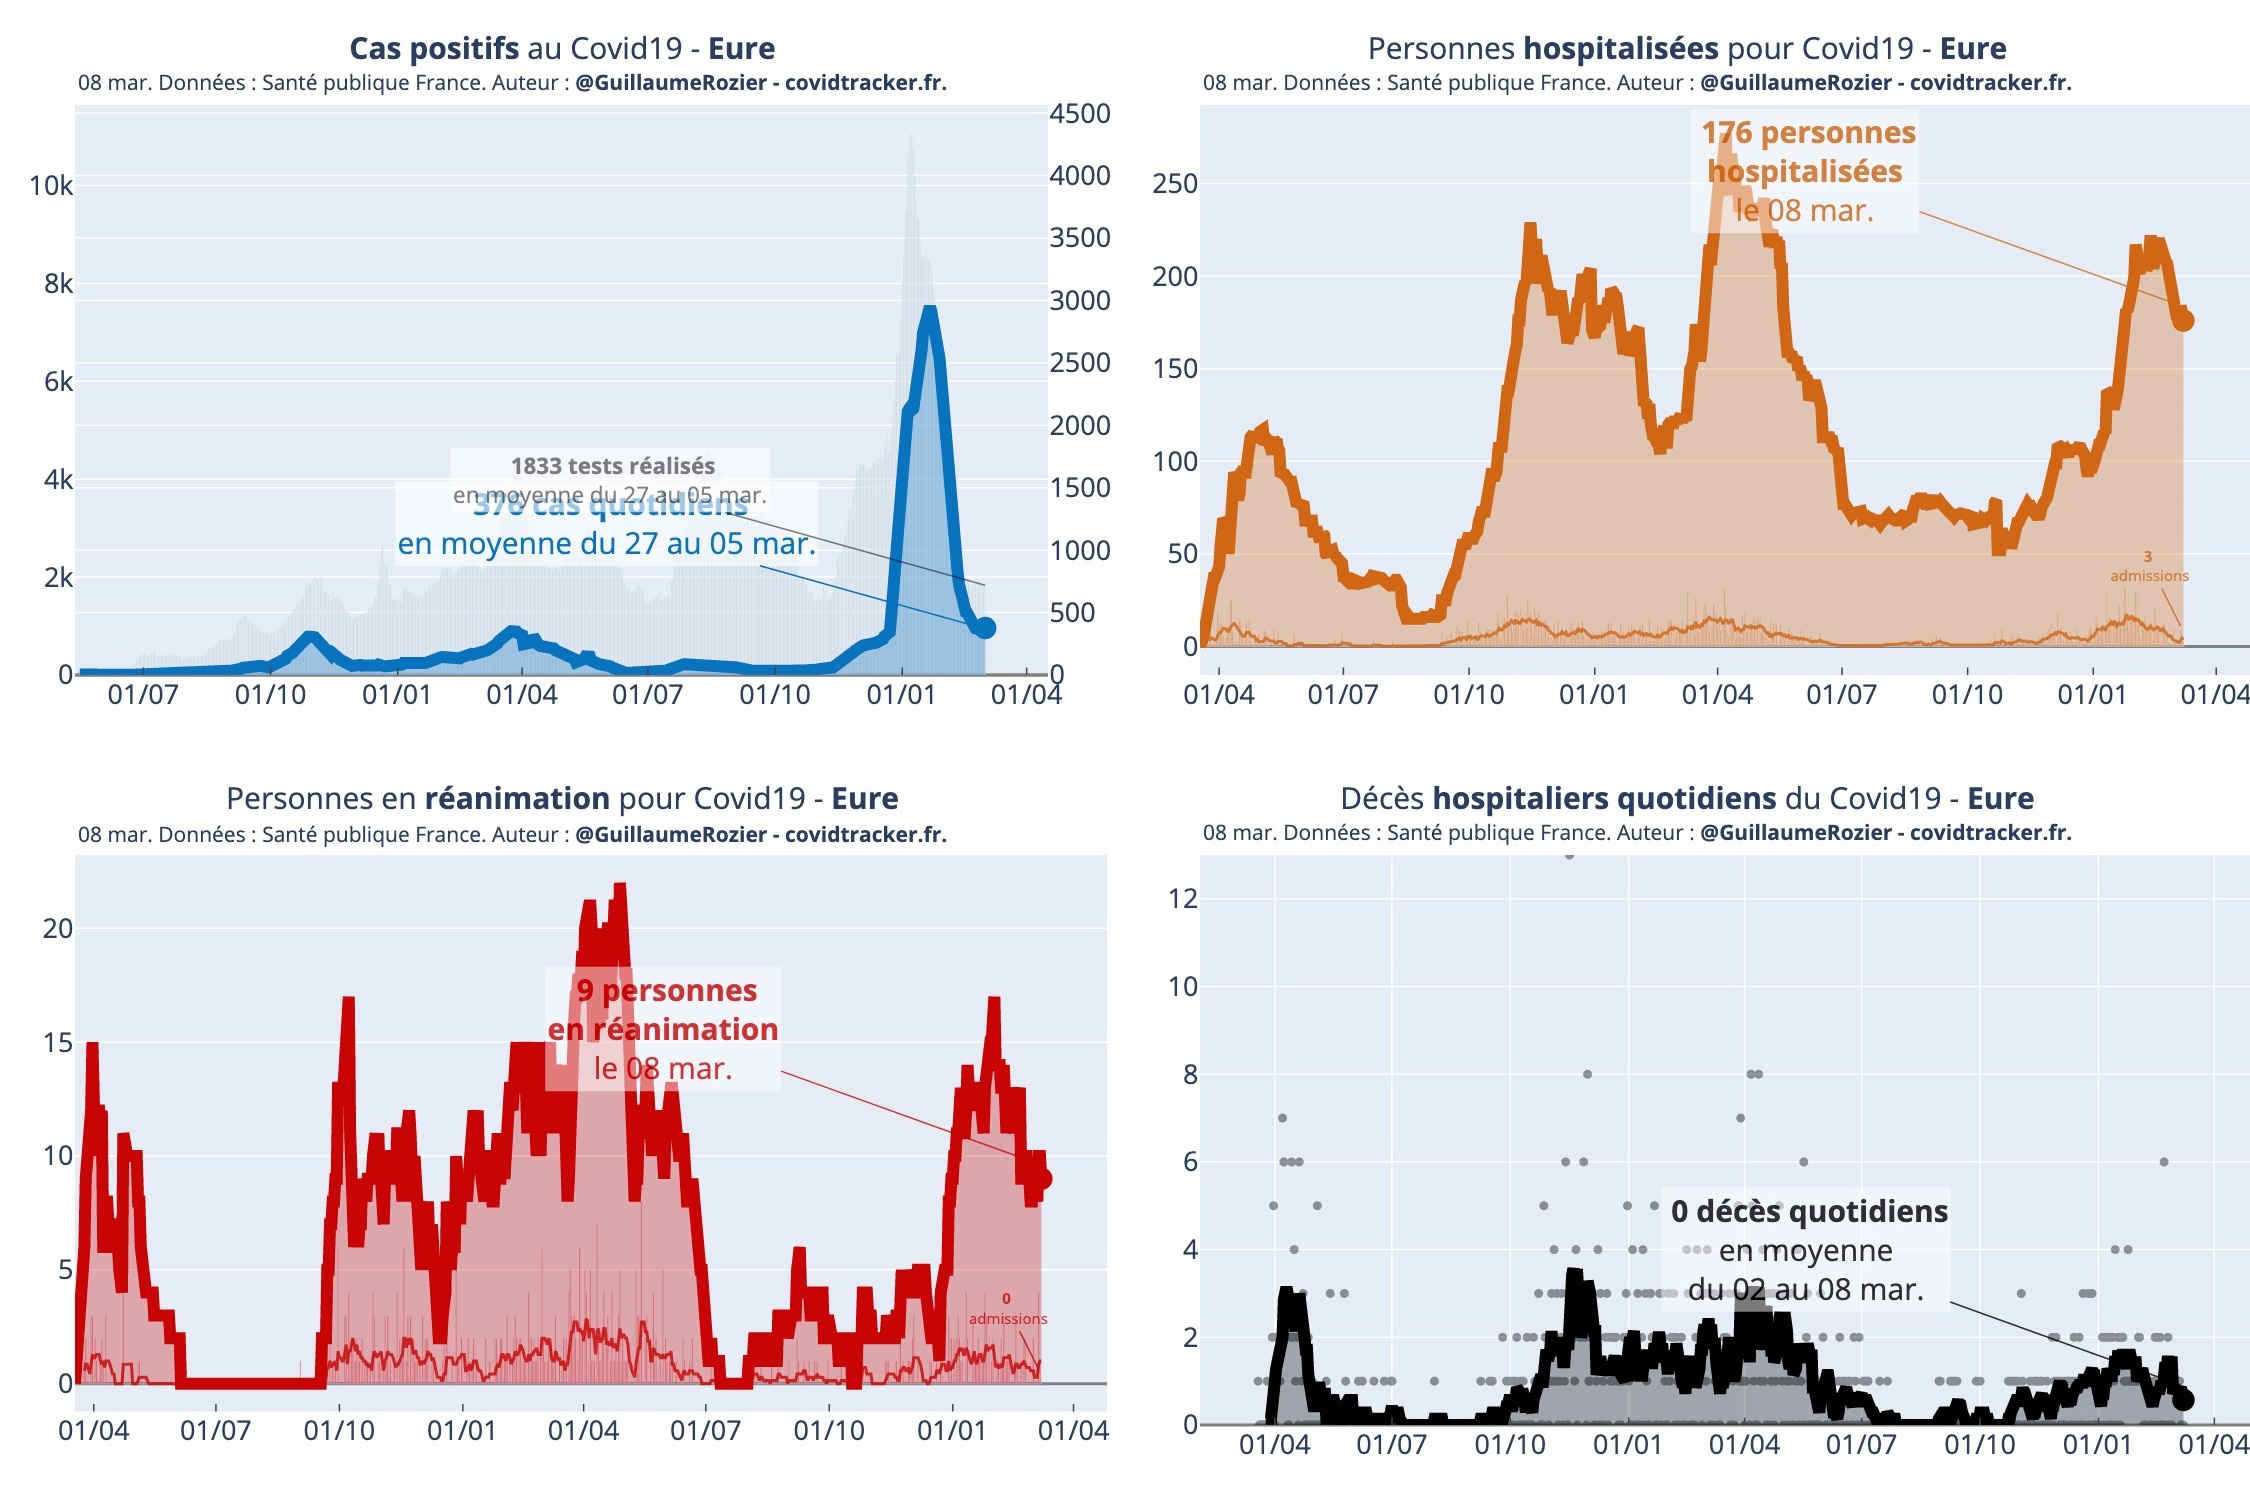 Cas positifs au Covid19 - Eure
08 mar. Données : Santé publique France. Auteur : @GuillaumeRozier - covidtracker.fr.
4500
4000
10k
3500
8k
3000
2500
6k
2000
4k
1500
1000
2k
500
0
0
1833 tests réalisés
en moyenne du 27 au 05 mar.
376 cas quotidiens
en moyenne du 27 au 05 mar.
01/07 01/10 01/01 01/04 01/07 01/10 01/01 01/04
Personnes hospitalisées pour Covid19 - Eure
08 mar. Données : Santé publique France. Auteur : @GuillaumeRozier - covidtracker.fr.
176 personnes
hospitalisées
le 08 mar.
250
200
150
100
50
0
3
admissions
01/04 01/07 01/10 01/01 01/04 01/07 01/10 01/01 01/04
Personnes en réanimation pour Covid19 - Eure
08 mar. Données : Santé publique France. Auteur : @GuillaumeRozier - covidtracker.fr.
20
15
10
5
0
9 personnes
en réanimation
le 08 mar.
0
admissions
01/04 01/07 01/10 01/01 01/04 01/07 01/10 01/01 01/04
Décès hospitaliers quotidiens du Covid19 - Eure
08 mar. Données : Santé publique France. Auteur : @GuillaumeRozier - covidtracker.fr.
12
10
8
6
4
2
0
0 décès quotidiens
en moyenne
du 02 au 08 mar.
01/04 01/07 01/10 01/01 01/04 01/07 01/10 01/01 01/04